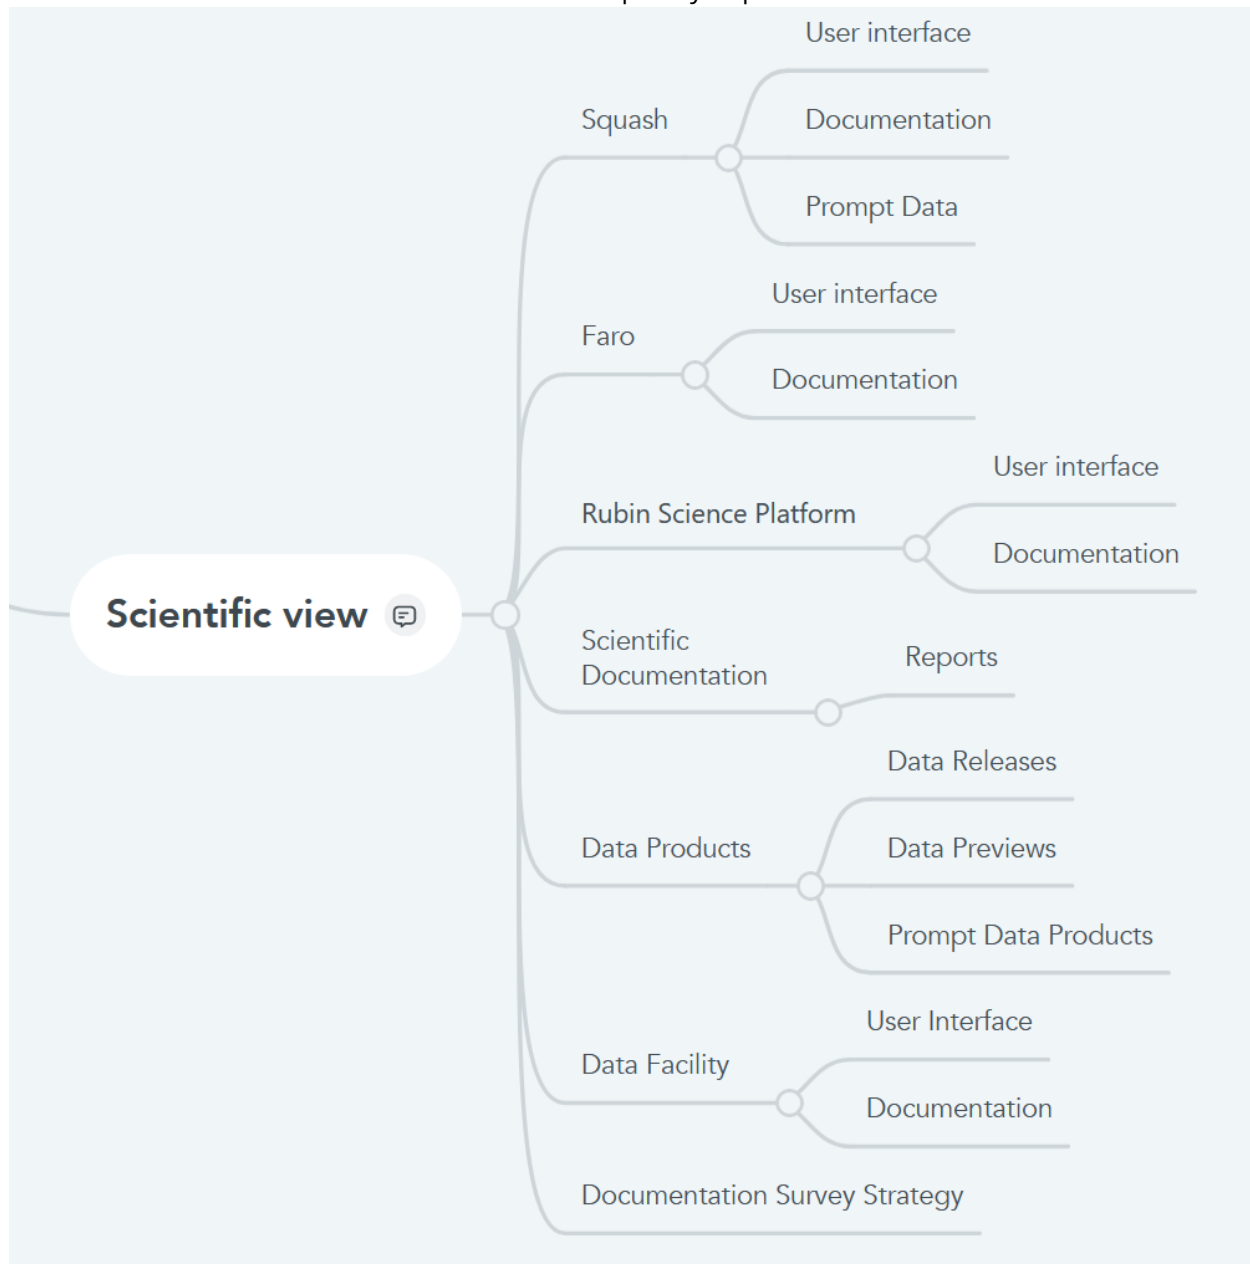 User interface
Squash
Documentation
Prompt Data
User interface
Faro
Documentation
User interface
Rubin Science Platform
Documentation
Scientific view
Scientific
Documentation
Reports
Data Releases
Data Products
Data Previews
Prompt Data Products
User Interface
Data Facility
Documentation
Documentation Survey Strategy